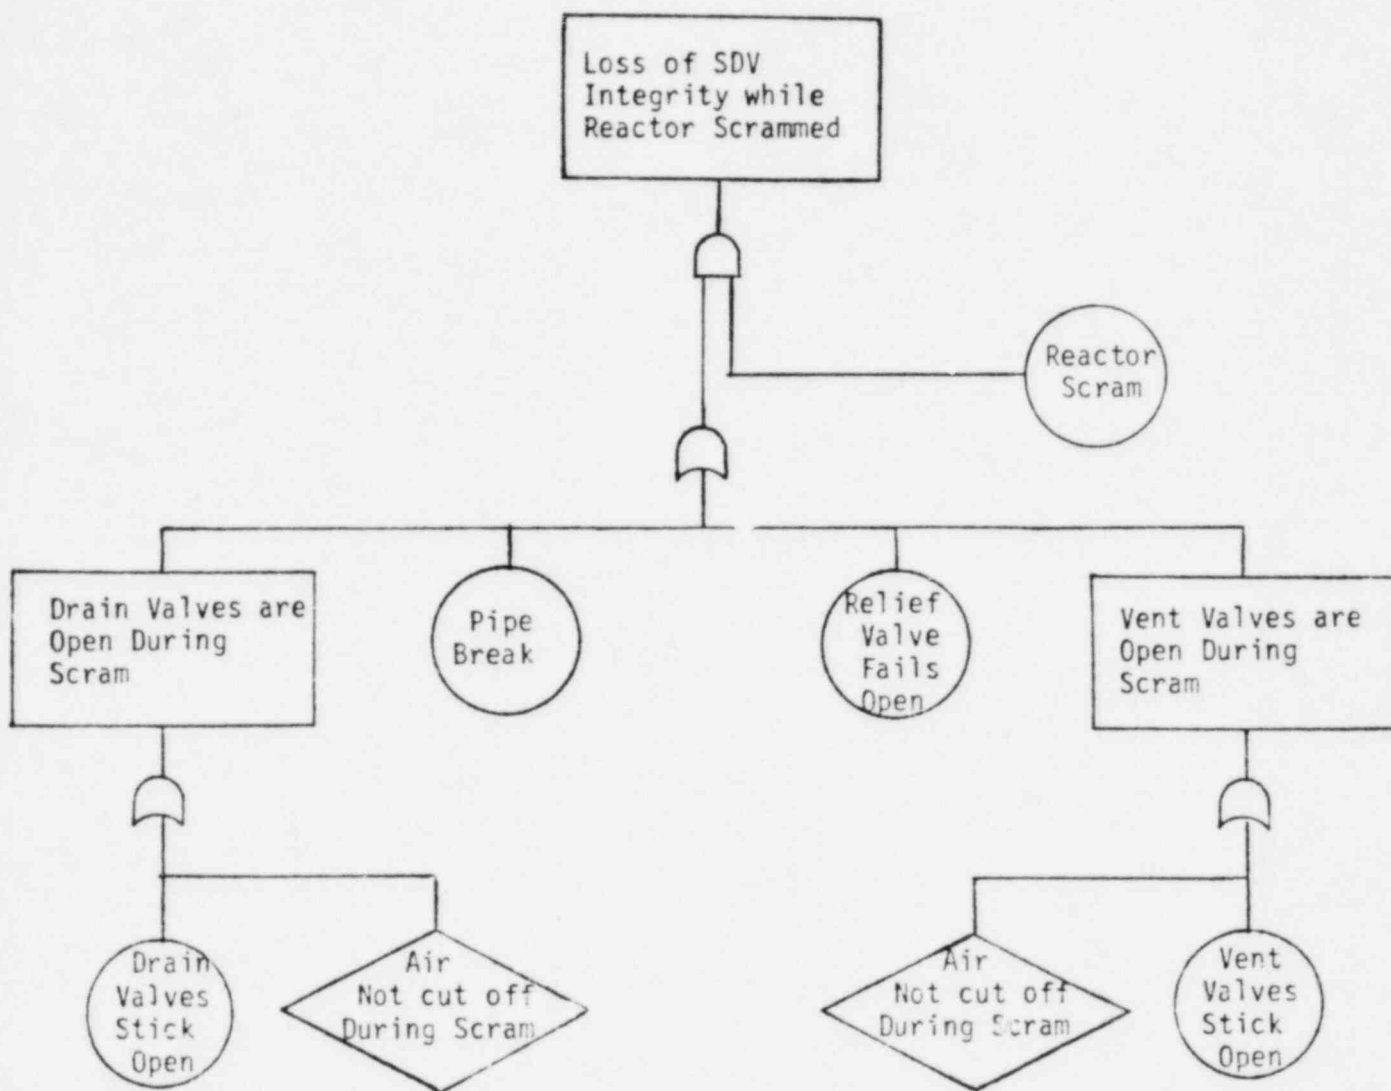 Loss of SDV
Integrity while
Reactor Scrammed
Reactor
Scram
Drain Valves are
Open During
Scram
Pipe
Break
Relief
Valve
Fails
Open
Vent Valves are
Open During
Scram
Drain
Valves
Stick
Open
Air
Not cut off
During Scram
Air
Not cut off
During Scram
Vent
Valves
Stick
Open